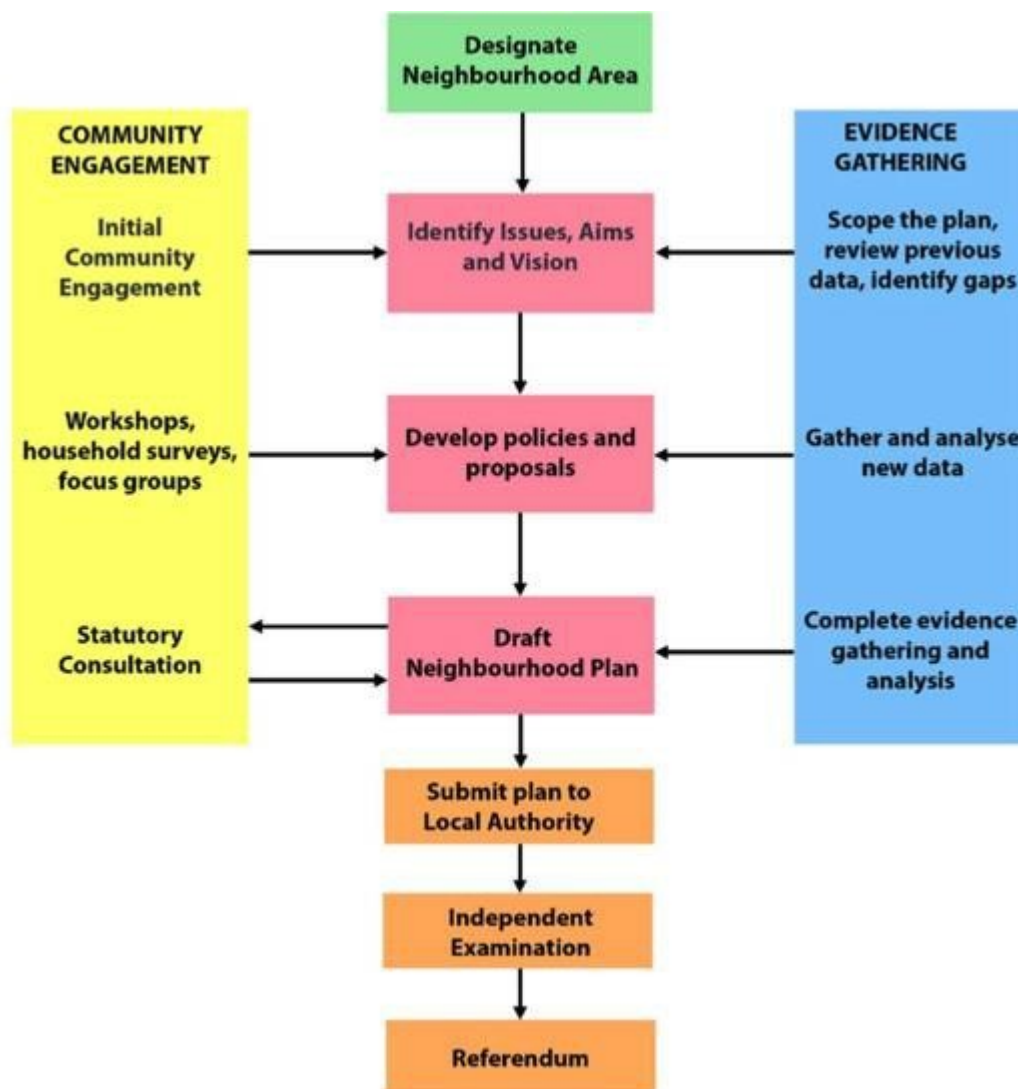 Designate
Neighbourhood Area
COMMUNITY
ENGAGEMENT
EVIDENCE
GATHERING
Initial
Community
Engagement
Identify Issues, Aims
and Vision
Scope the plan,
review previous
data, identify gaps
Workshops,
household surveys,
focus groups
Develop policies and
proposals
Gather and analyse
new data
Statutory
Consultation
Draft
Neighbourhood Plan
Complete evidence
gathering and
analysis
Submit plan to
Local Authority
Independent
Examination
Referendum